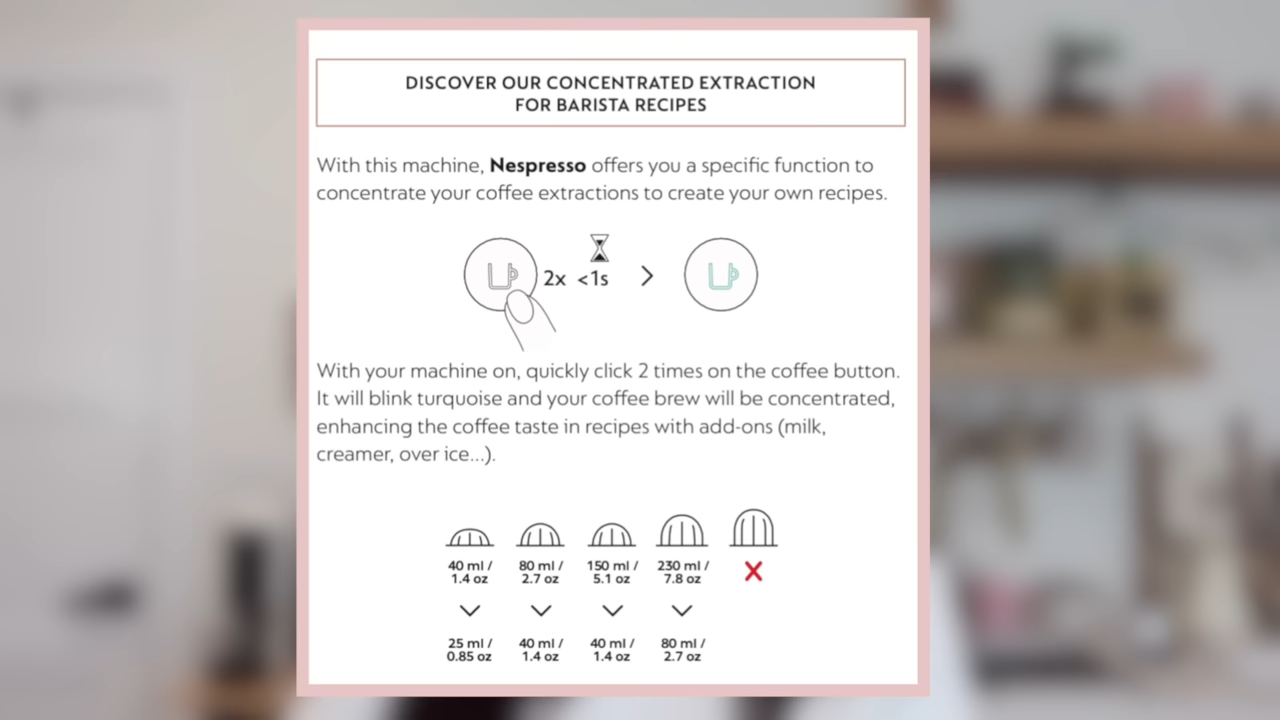 DISCOVER OUR CONCENTRATED EXTRACTION
FOR BARISTA RECIPES
With this machine, Nespresso offers you a specific function to
concentrate your coffee extractions to create your own recipes.
2x <1s >
With your machine on, quickly click 2 times on the coffee button.
It will blink turquoise and your coffee brew will be concentrated,
enhancing the coffee taste in recipes with add-ons (milk,
creamer, over ice...).
40 ml / 80 ml / 150 ml / 230 ml /
1.4 oz 2.7 oz 5.1 oz 7.8 oz
25 ml / 40 ml / 40 ml / 80 ml /
0.85 oz 1.4 oz 1.4 oz 2.7 oz